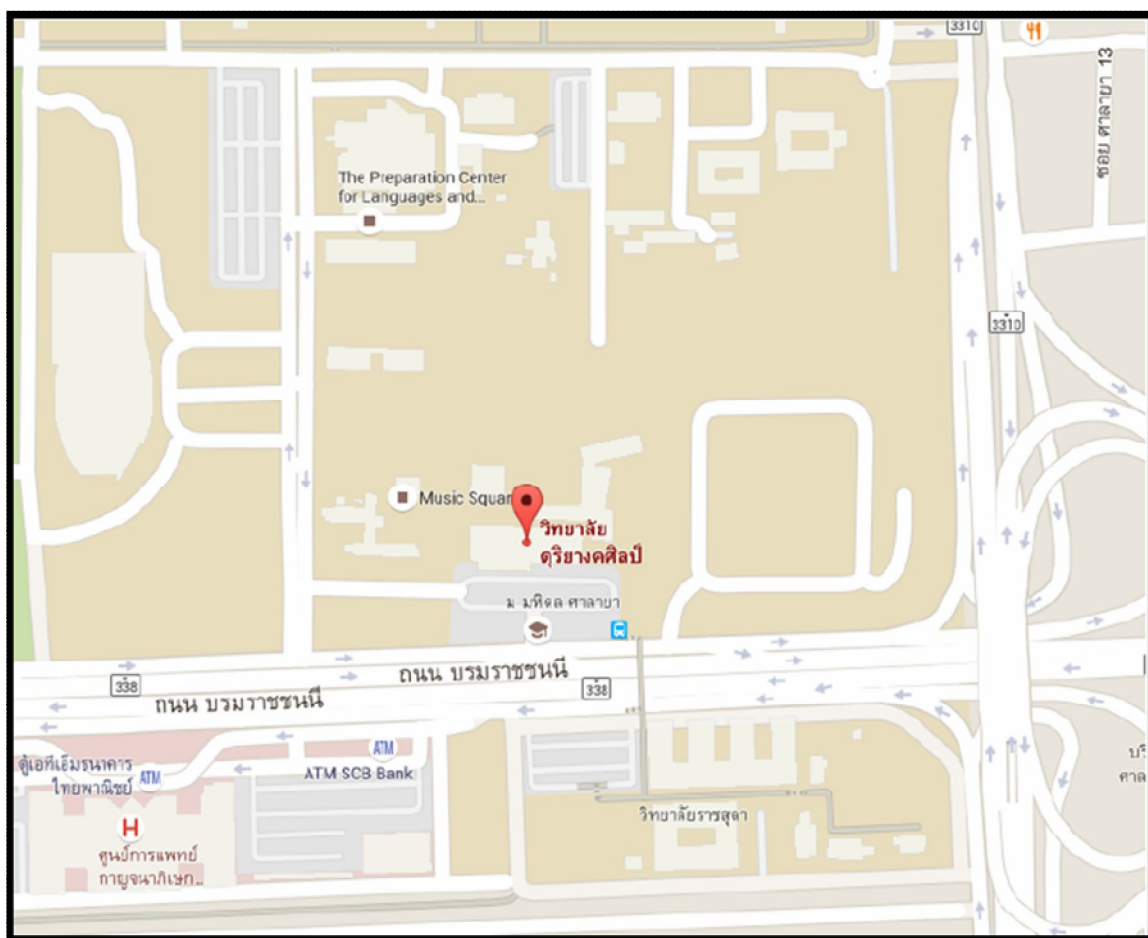 3310
ซอย ศาลายา 13
The Preparation Center
for Languages and...
3310
Music Squar
วิทยาลัย
ดุริยางคศิลป์
ม. มหิดล ศาลายา
ถนน บรมราชชนนี
338
338
ถนน บรมราชชนนี
ATM
ตู้เอทีเอ็มธนาคาร
ไทยพาณิชย์
ATM
ATM SCB Bank
วิทยาลัยราชสุดา
H
ศูนย์การแพทย์
กาญจนาภิเษก...